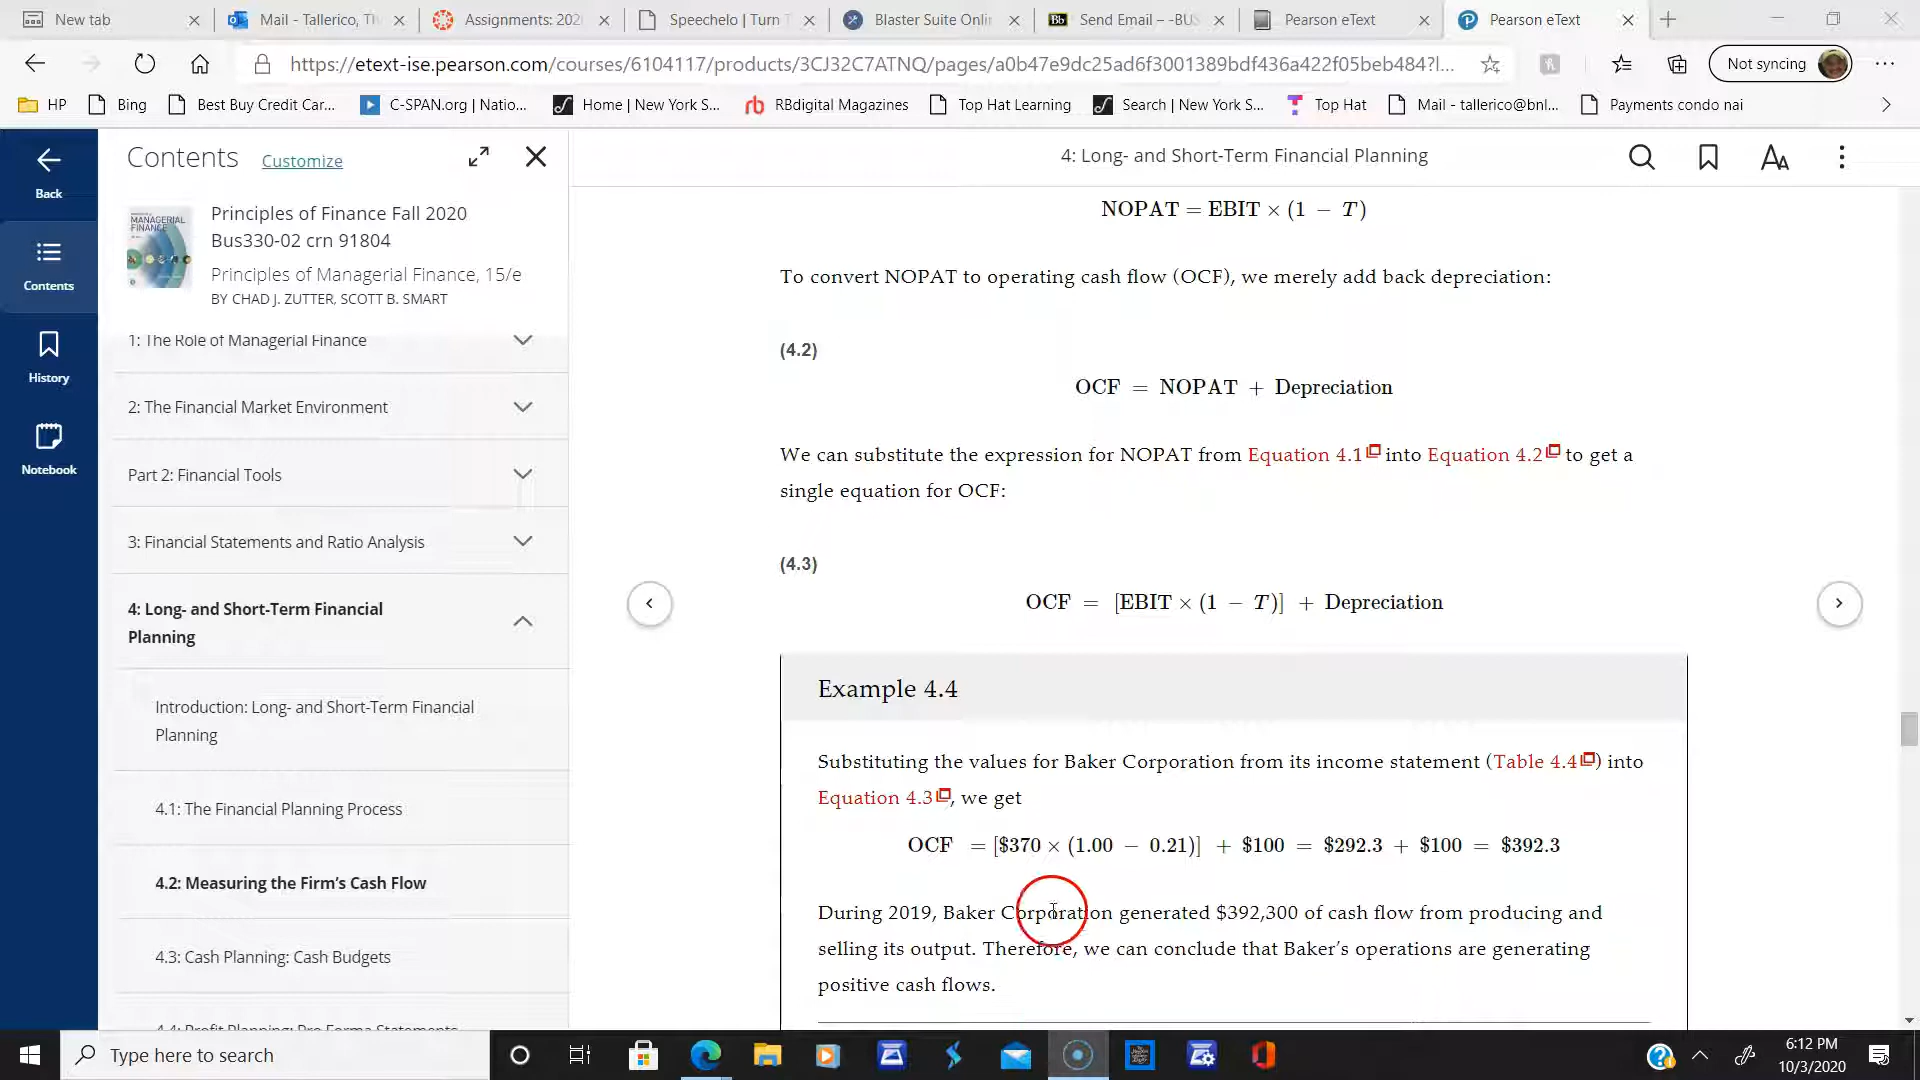 New tab
Mail - Tallerico, Th
Assignments: 202
Speechelo | Turn T
Blaster Suite Onlin
Bb Send Email – -BUS
Pearson eText
Pearson eText
https://etext-ise.pearson.com/courses/6104117/products/3CJ32C7ATNQ/pages/a0b47e9dc25ad6f3001389bdf436a422f05beb484?l...
Not syncing
HP
Bing
Best Buy Credit Car...
C-SPAN.org | Natio...
Home | New York S...
RBdigital Magazines
Top Hat Learning
Search | New York S...
Top Hat
Mail - tallerico@bnl...
Payments condo nai
Back
Contents
History
Notebook
Contents
Customize
MANAGERIAL
FINANCE
Principles of Finance Fall 2020
Bus330-02 crn 91804
Principles of Managerial Finance, 15/e
BY CHAD J. ZUTTER, SCOTT B. SMART
1: The Role of Managerial Finance
2: The Financial Market Environment
Part 2: Financial Tools
3: Financial Statements and Ratio Analysis
4: Long- and Short-Term Financial
Planning
Introduction: Long- and Short-Term Financial
Planning
4.1: The Financial Planning Process
4.2: Measuring the Firm’s Cash Flow
4.3: Cash Planning: Cash Budgets
4.4: Profit Planning: Pro Forma Statements
4: Long- and Short-Term Financial Planning
AA
NOPAT = EBIT × (1 − T)
To convert NOPAT to operating cash flow (OCF), we merely add back depreciation:
(4.2)
OCF = NOPAT + Depreciation
We can substitute the expression for NOPAT from Equation 4.1 into Equation 4.2 to get a
single equation for OCF:
(4.3)
OCF = [EBIT × (1 − T)] + Depreciation
Example 4.4
Substituting the values for Baker Corporation from its income statement (Table 4.4) into
Equation 4.3, we get
OCF = [$370 × (1.00 − 0.21)] + $100 = $292.3 + $100 = $392.3
During 2019, Baker Corporation generated $392,300 of cash flow from producing and
selling its output. Therefore, we can conclude that Baker’s operations are generating
positive cash flows.
Type here to search
6:12 PM
10/3/2020